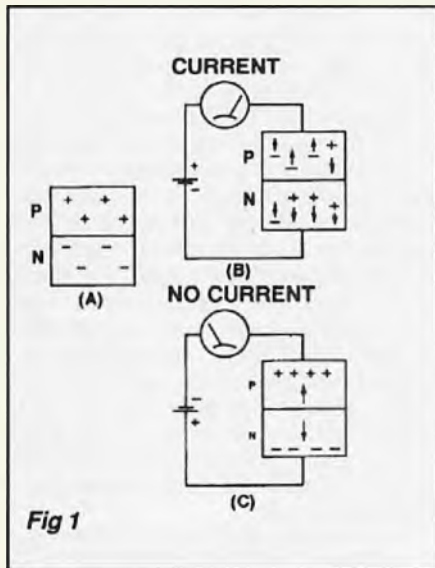 CURRENT
+
-
P
- - - +
N
- + + +
(B)
P
+ + + +
N
- - - -
(A)
NO CURRENT
-
+
P
+ + + +
N
- - - -
(C)
Fig 1